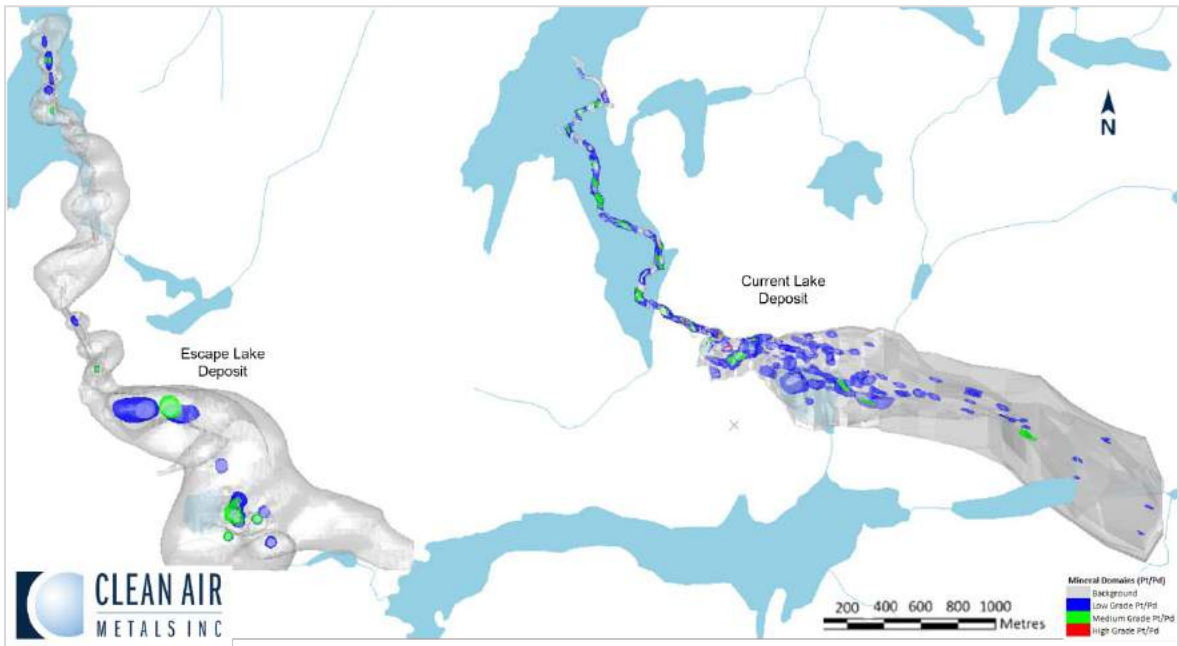 N
Current Lake
Deposit
Escape Lake
Deposit
CLEAN AIR
METALS INC
200 400 600 800 1000
Metres
Mineral Domains (Pt/Pd)
Background
Low Grade Pt/Pd
Medium Grade Pt/Pd
High Grade Pt/Pd